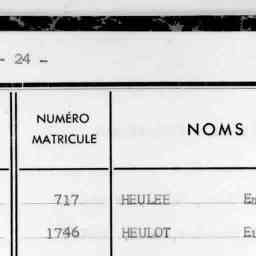 - 24 -
NUMÉRO MATRICULE NOMS
717 HEULEE
1746 HEULOT